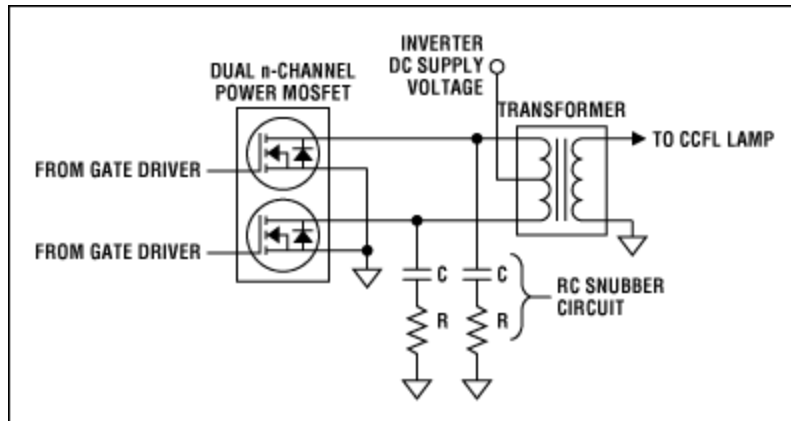 INVERTER
DC SUPPLY
VOLTAGE
DUAL n-CHANNEL
POWER MOSFET
TRANSFORMER
TO CCFL LAMP
FROM GATE DRIVER
FROM GATE DRIVER
C
C
R
R
RC SNUBBER
CIRCUIT